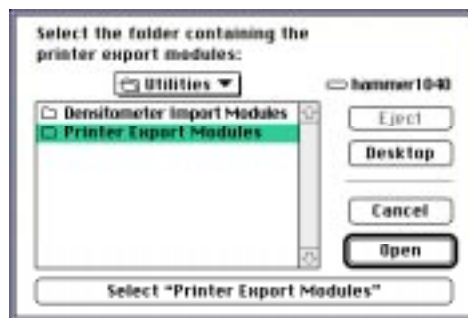 Select the folder containing the
printer export modules:
Utilities
hammer1040
Densitometer Import Modules
Printer Export Modules
Eject
Desktop
Cancel
Open
Select “Printer Export Modules”